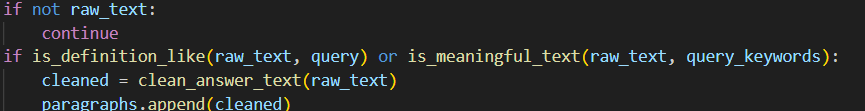 if not raw_text:
    continue
if is_definition_like(raw_text, query) or is_meaningful_text(raw_text, query_keywords):
    cleaned = clean_answer_text(raw_text)
    paragraphs.append(cleaned)